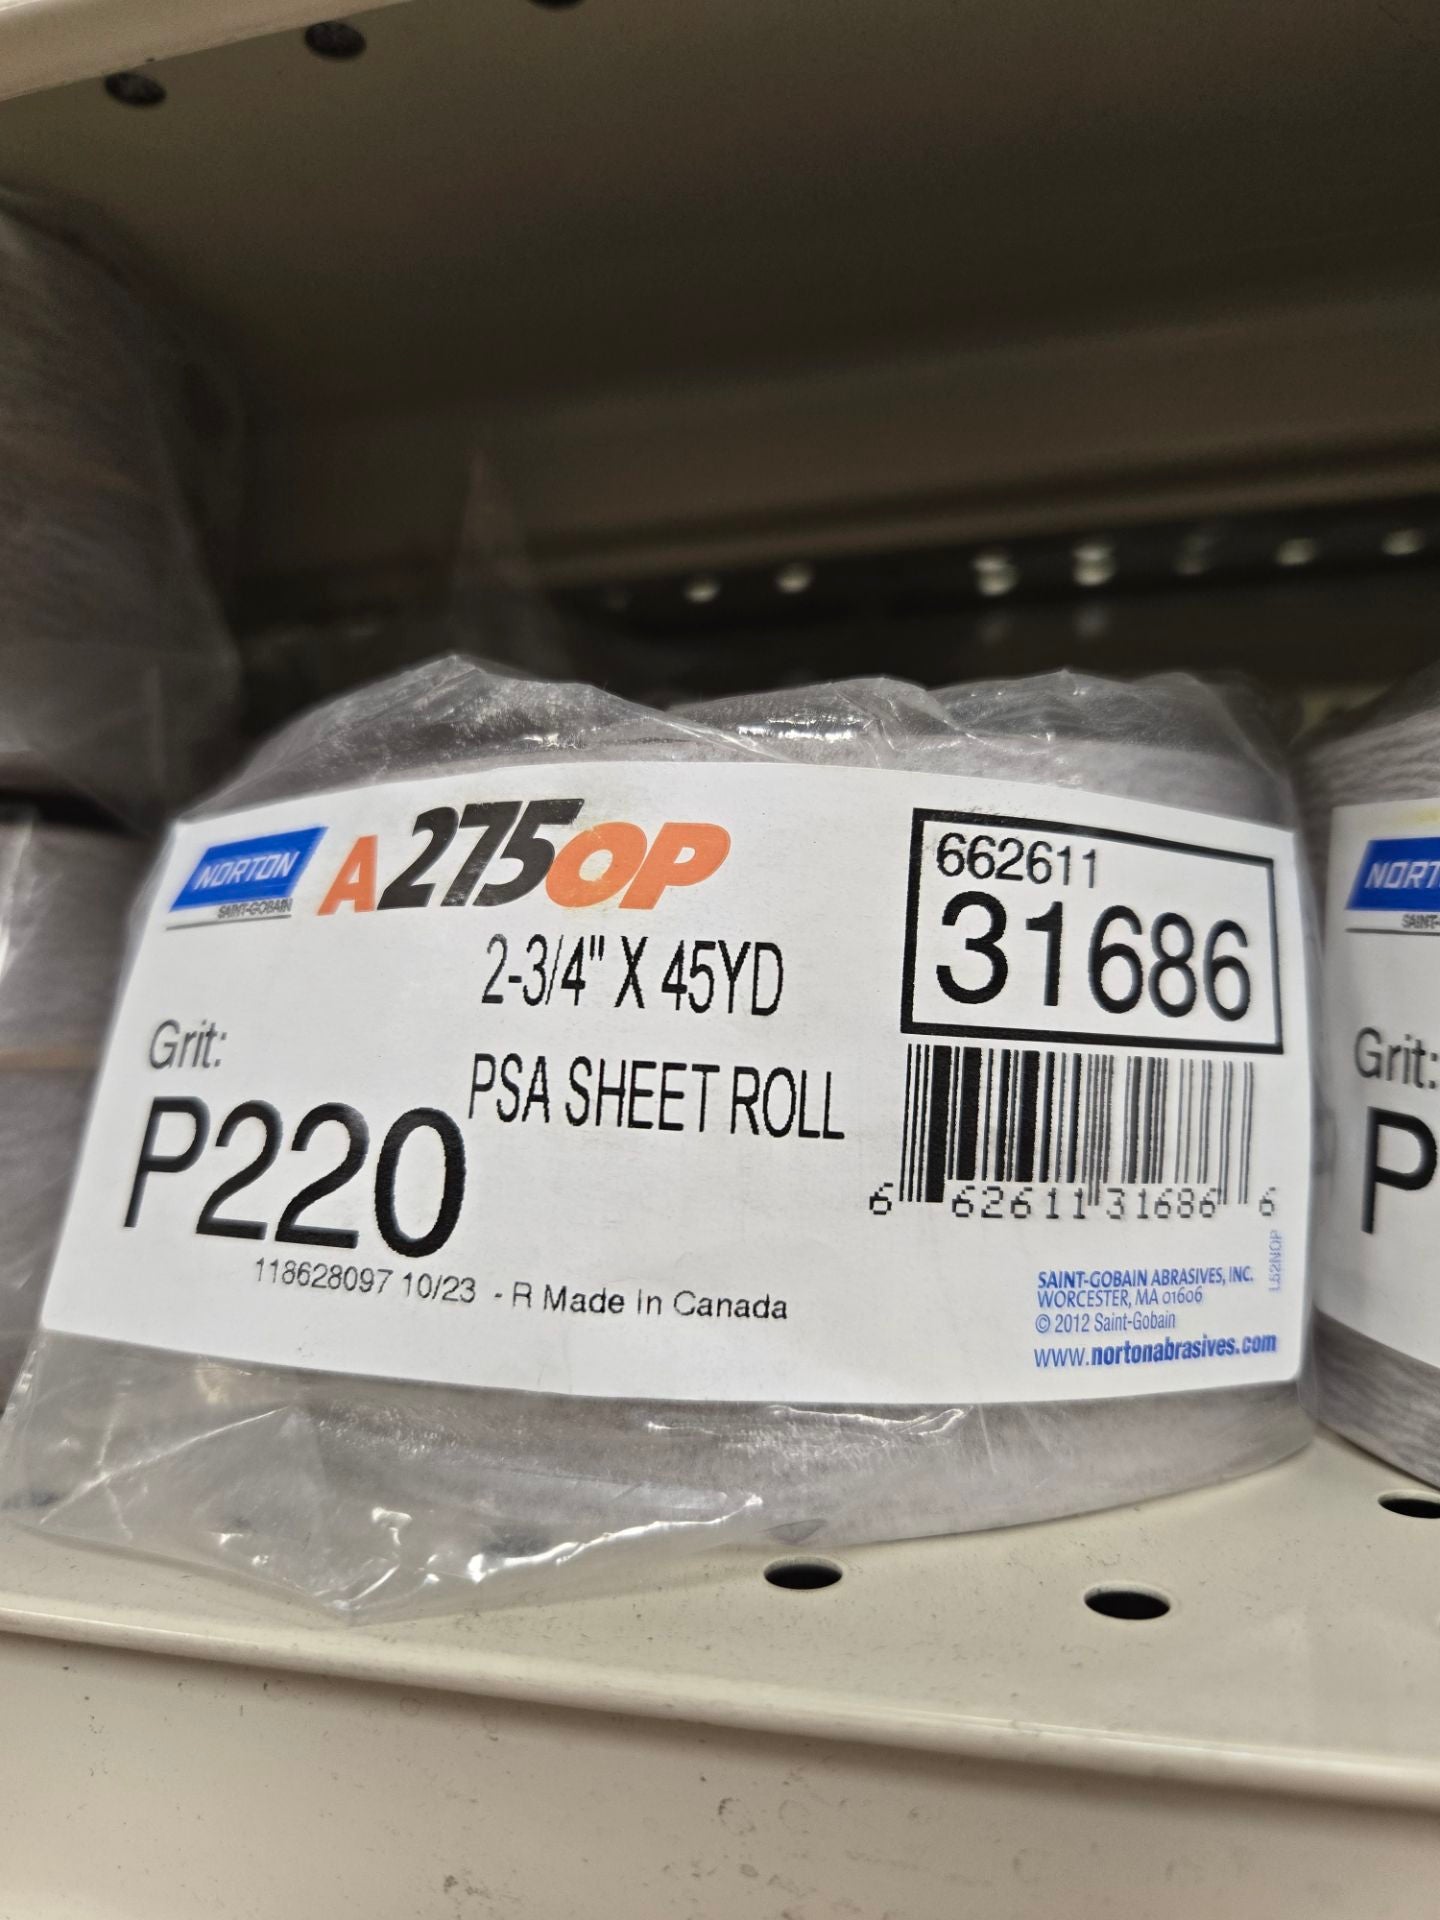 NORTON
SAINT-GOBAIN
A275OP
2-3/4" X 45YD
PSA SHEET ROLL
Grit:
P220
118628097 10/23 - R Made In Canada
662611
31686
6 62611 31686 6
SAINT-GOBAIN ABRASIVES, INC.
WORCESTER, MA 01606
© 2012 Saint-Gobain
www.nortonabrasives.com
NORT
SAINT-
Grit:
P